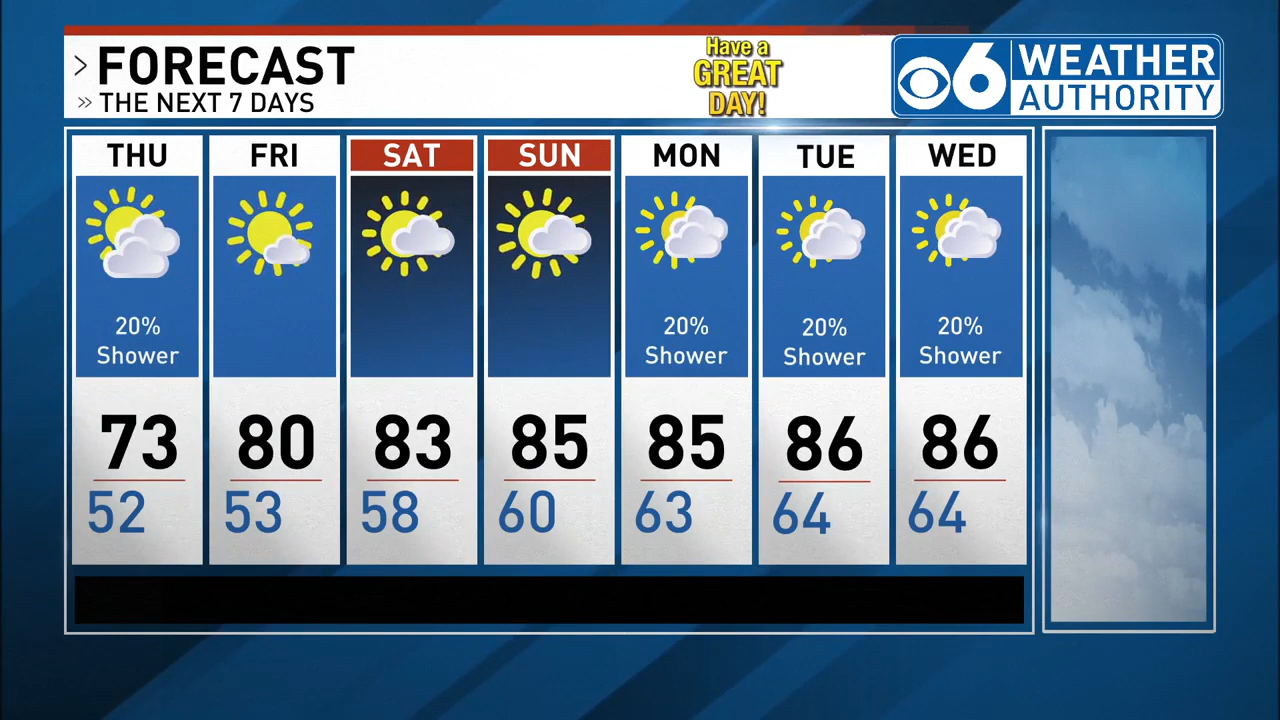 > FORECAST
» THE NEXT 7 DAYS
Have a
GREAT
DAY!
6 WEATHER
AUTHORITY
THU
20%
Shower
73
52
FRI
80
53
SAT
83
58
SUN
85
60
MON
20%
Shower
85
63
TUE
20%
Shower
86
64
WED
20%
Shower
86
64